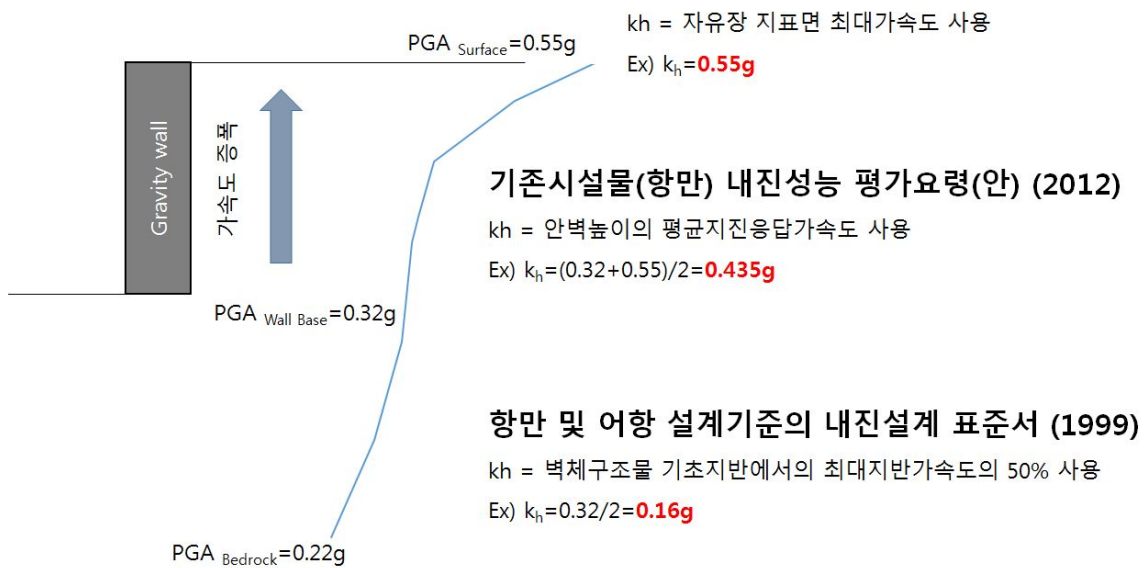 kh = 자유장 지표면 최대가속도 사용
PGA Surface=0.55g
Ex) kh=0.55g
Gravity wall
가속도 증폭
기존시설물(항만) 내진성능 평가요령(안) (2012)
kh = 안벽높이의 평균지진응답가속도 사용
Ex) kh=(0.32+0.55)/2=0.435g
PGA Wall Base=0.32g
항만 및 어항 설계기준의 내진설계 표준서 (1999)
kh = 벽체구조물 기초지반에서의 최대지반가속도의 50% 사용
Ex) kh=0.32/2=0.16g
PGA Bedrock=0.22g